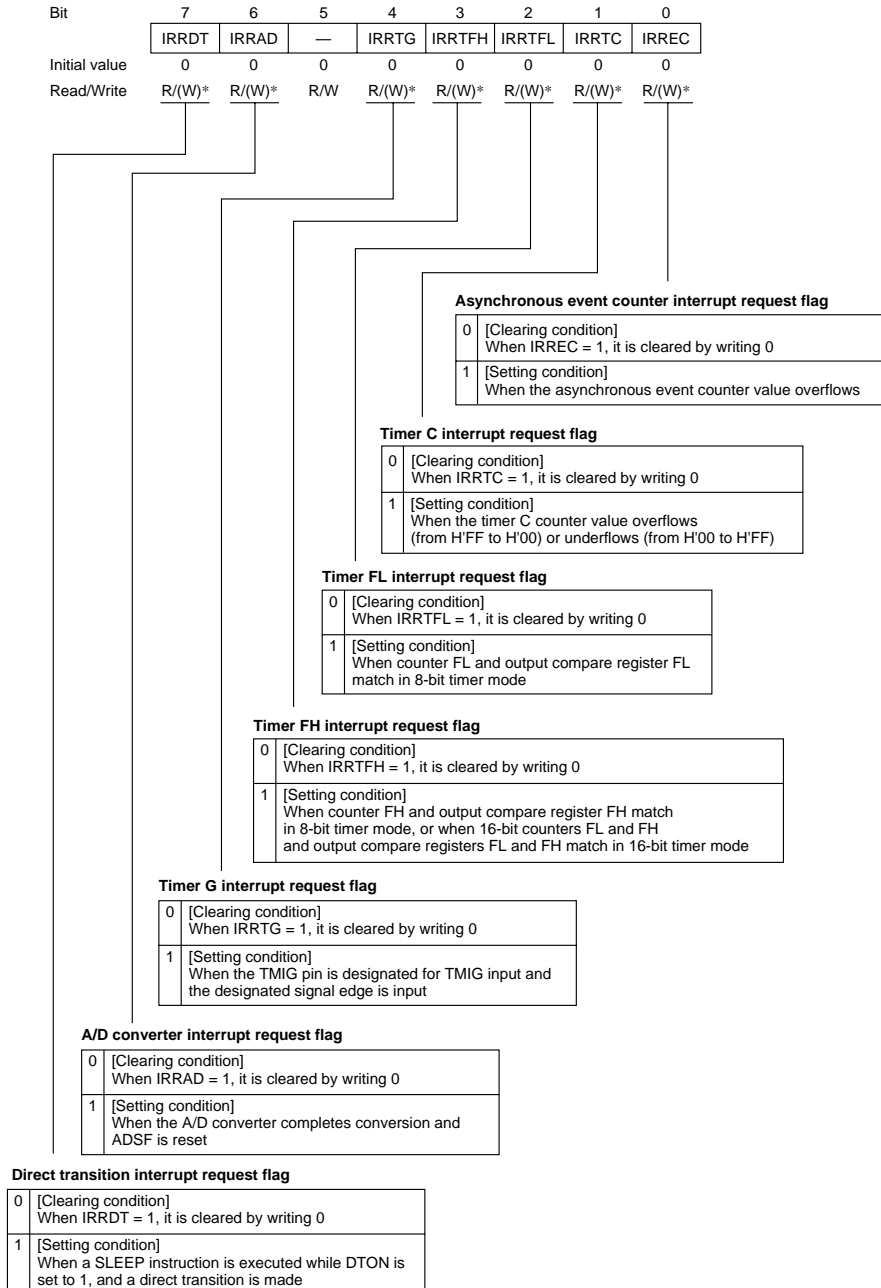 Bit 7 6 5 4 3 2 1 0
IRRDT IRRAD — IRRTG IRRTFH IRRTFL IRRTC IRREC
Initial value 0 0 0 0 0 0 0 0
Read/Write R/(W)* R/(W)* R/W R/(W)* R/(W)* R/(W)* R/(W)* R/(W)*
Asynchronous event counter interrupt request flag
0 [Clearing condition]
When IRREC = 1, it is cleared by writing 0
1 [Setting condition]
When the asynchronous event counter value overflows
Timer C interrupt request flag
0 [Clearing condition]
When IRRTC = 1, it is cleared by writing 0
1 [Setting condition]
When the timer C counter value overflows
(from H'FF to H'00) or underflows (from H'00 to H'FF)
Timer FL interrupt request flag
0 [Clearing condition]
When IRRTFL = 1, it is cleared by writing 0
1 [Setting condition]
When counter FL and output compare register FL
match in 8-bit timer mode
Timer FH interrupt request flag
0 [Clearing condition]
When IRRTFH = 1, it is cleared by writing 0
1 [Setting condition]
When counter FH and output compare register FH match
in 8-bit timer mode, or when 16-bit counters FL and FH
and output compare registers FL and FH match in 16-bit timer mode
Timer G interrupt request flag
0 [Clearing condition]
When IRRTG = 1, it is cleared by writing 0
1 [Setting condition]
When the TMIG pin is designated for TMIG input and
the designated signal edge is input
A/D converter interrupt request flag
0 [Clearing condition]
When IRRAD = 1, it is cleared by writing 0
1 [Setting condition]
When the A/D converter completes conversion and
ADSF is reset
Direct transition interrupt request flag
0 [Clearing condition]
When IRRDT = 1, it is cleared by writing 0
1 [Setting condition]
When a SLEEP instruction is executed while DTON is
set to 1, and a direct transition is made